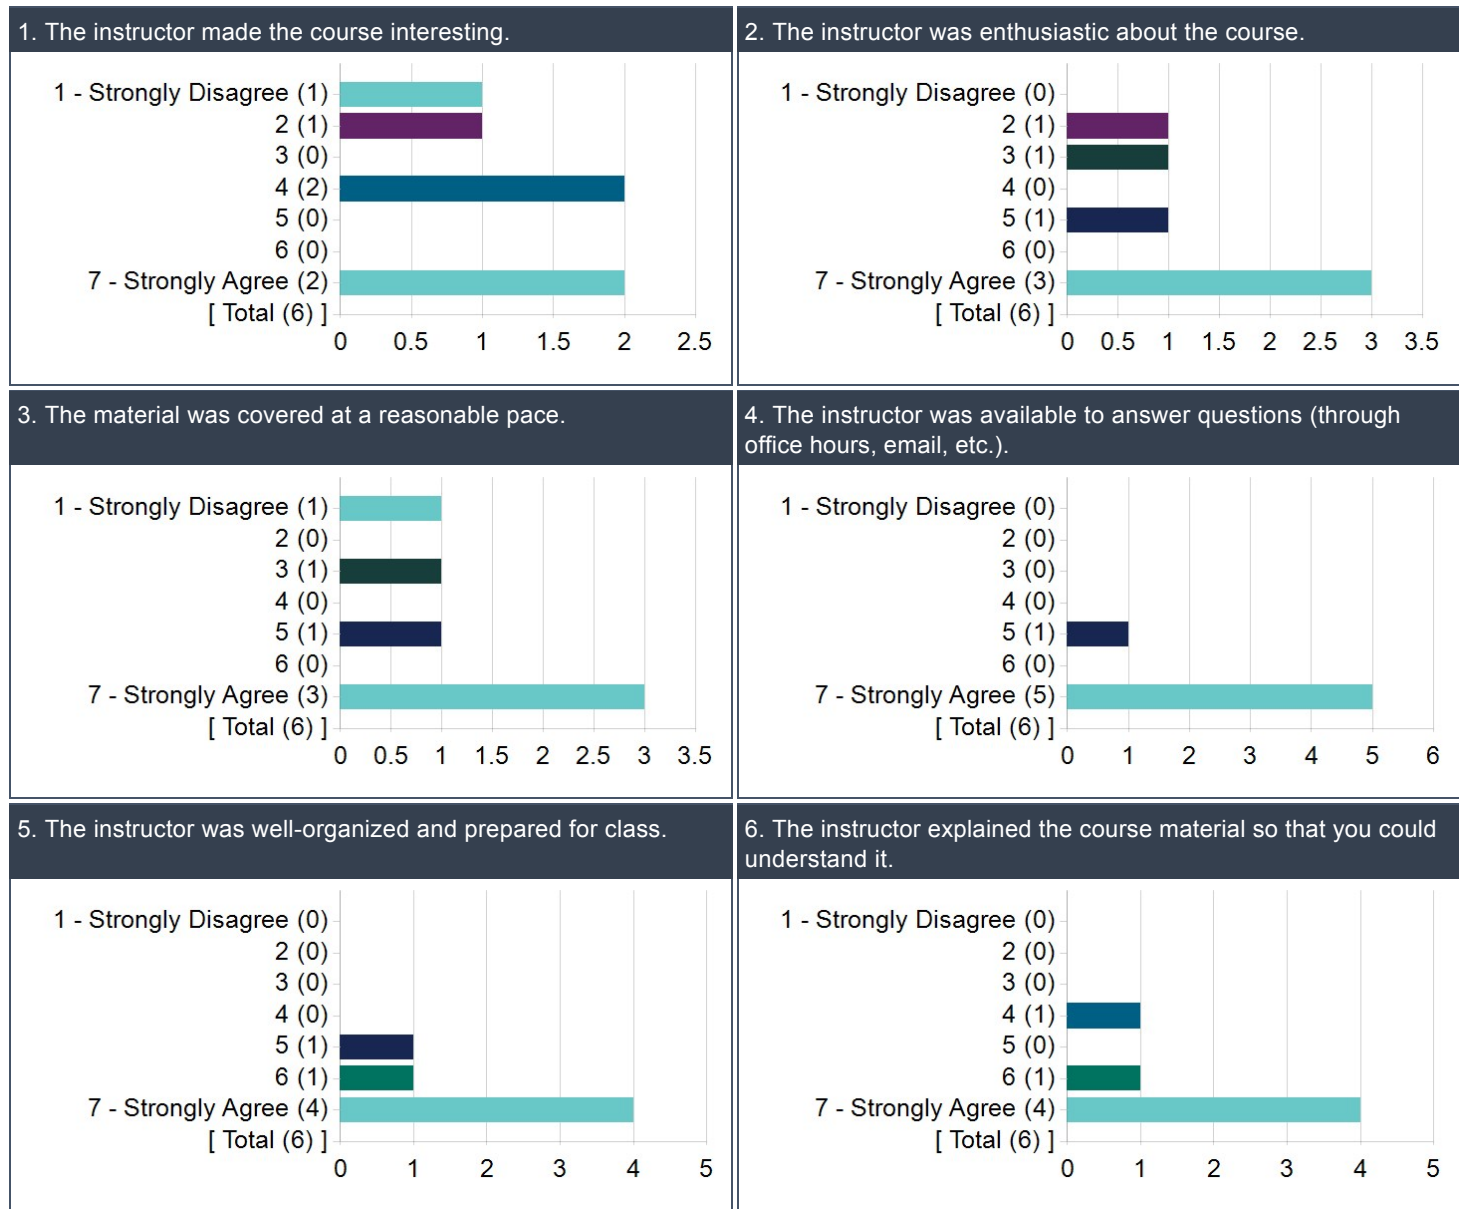 1. The instructor made the course interesting.
1 - Strongly Disagree (1)
2 (1)
3 (0)
4 (2)
5 (0)
6 (0)
7 - Strongly Agree (2)
[ Total (6) ]
0 0.5 1 1.5 2 2.5
2. The instructor was enthusiastic about the course.
1 - Strongly Disagree (0)
2 (1)
3 (1)
4 (0)
5 (1)
6 (0)
7 - Strongly Agree (3)
[ Total (6) ]
0 0.5 1 1.5 2 2.5 3 3.5
3. The material was covered at a reasonable pace.
1 - Strongly Disagree (1)
2 (0)
3 (1)
4 (0)
5 (1)
6 (0)
7 - Strongly Agree (3)
[ Total (6) ]
0 0.5 1 1.5 2 2.5 3 3.5
4. The instructor was available to answer questions (through
office hours, email, etc.).
1 - Strongly Disagree (0)
2 (0)
3 (0)
4 (0)
5 (1)
6 (0)
7 - Strongly Agree (5)
[ Total (6) ]
0 1 2 3 4 5 6
5. The instructor was well-organized and prepared for class.
1 - Strongly Disagree (0)
2 (0)
3 (0)
4 (0)
5 (1)
6 (1)
7 - Strongly Agree (4)
[ Total (6) ]
0 1 2 3 4 5
6. The instructor explained the course material so that you could
understand it.
1 - Strongly Disagree (0)
2 (0)
3 (0)
4 (1)
5 (0)
6 (1)
7 - Strongly Agree (4)
[ Total (6) ]
0 1 2 3 4 5